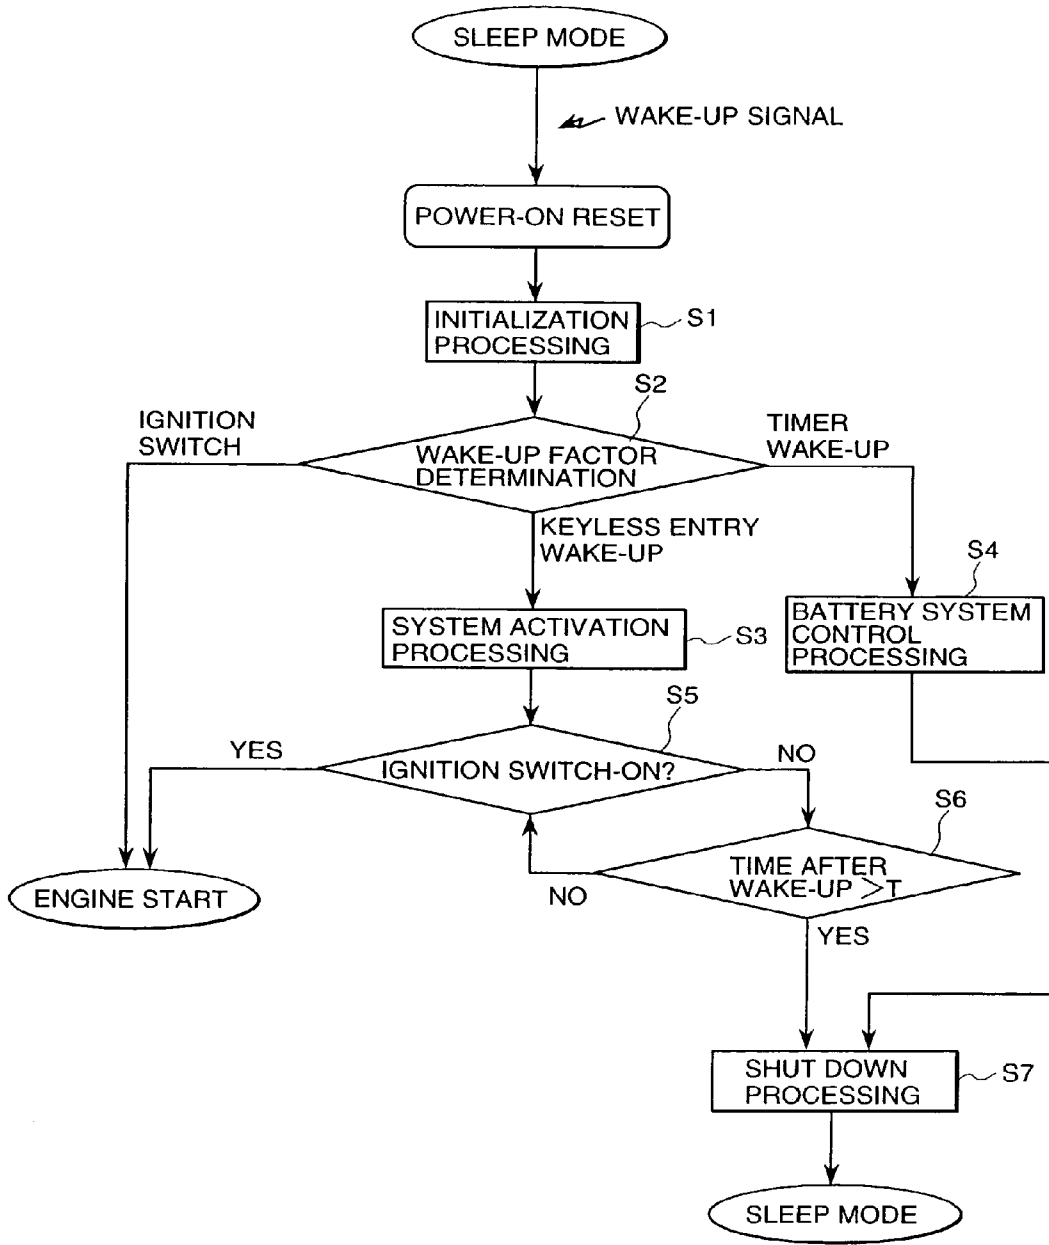 SLEEP MODE
WAKE-UP SIGNAL
POWER-ON RESET
INITIALIZATION
PROCESSING
S1
S2
IGNITION
SWITCH
TIMER
WAKE-UP
WAKE-UP FACTOR
DETERMINATION
KEYLESS ENTRY
WAKE-UP
S4
BATTERY SYSTEM
CONTROL
PROCESSING
SYSTEM ACTIVATION
PROCESSING
S3
S5
YES
IGNITION SWITCH-ON?
NO
S6
TIME AFTER
WAKE-UP >T
NO
ENGINE START
YES
SHUT DOWN
PROCESSING
S7
SLEEP MODE